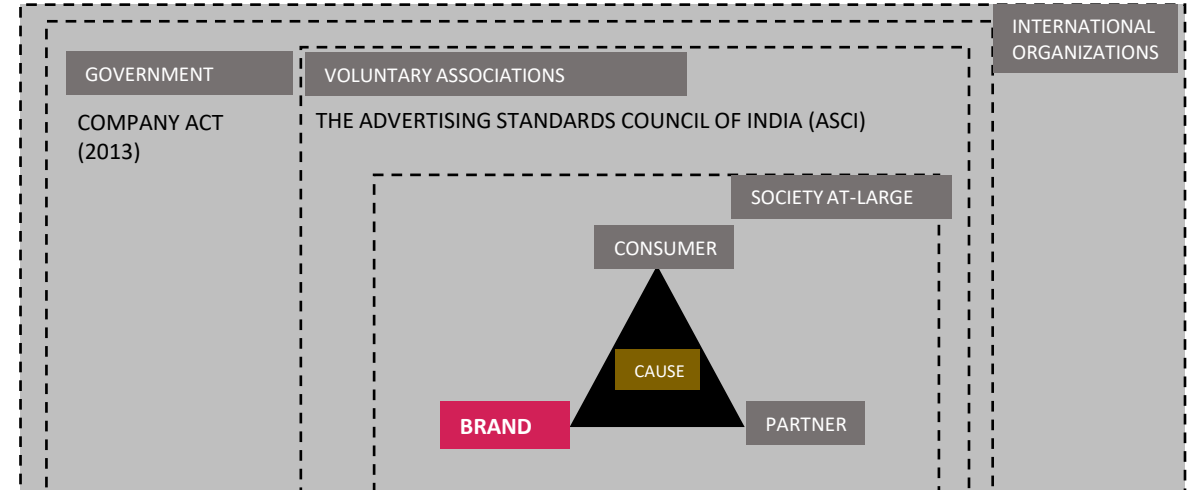 INTERNATIONAL
ORGANIZATIONS
GOVERNMENT
VOLUNTARY ASSOCIATIONS
COMPANY ACT
(2013)
THE ADVERTISING STANDARDS COUNCIL OF INDIA (ASCI)
SOCIETY AT-LARGE
CONSUMER
CAUSE
BRAND
PARTNER